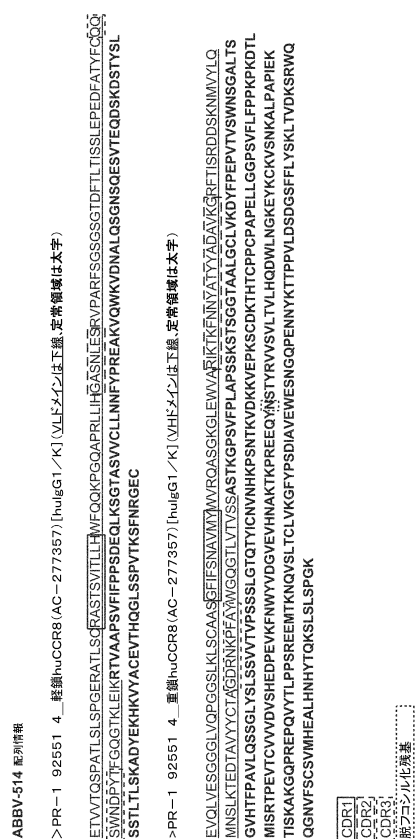 ABBV-514 配列情報
>PR-1 92551 4__軽鎖huCCR8(AC-277357)[huIgG1/K](VLドメインは下線、定常領域は太字)
ETVVTQSPATLSLSPGERATLSCRASTSVITLLHWFQQKPGQAPRLLIHGASNLESRVPARFSGSGSGTDFTLTISSLEPEDFATYFCQQ
SWNDPYTFGQGTKLEIKRTVAAPSVFIFPPSDEQLKSGTASVVCLLNNFYPREAKVQWKVDNALQSGNSQESVTEQDSKDSTYSL
SSTLTLSKADYEKHKVYACEVTHQGLSSPVTKSFNRGEC
>PR-1 92551 4__重鎖huCCR8(AC-277357)[huIgG1/K](VHドメインは下線、定常領域は太字)
EVQLVESGGGLVQPGGSLKLSCAASGFIFSNAVMYWVRQASGKGLEWVARIKTKFNNYATYYADAVKGRFTISRDDSKNMVYLQ
MNSLKTEDTAVYYCTAGDRNKPFAYWGQGTLVTVSSASTKGPSVFPLAPSSKSTSGGTAALGCLVKDYFPEPVTVSWNSGALTS
GVHTFPAVLQSSGLYSLSSVVTVPSSSLGTQTYICNVNHKPSNTKVDKKVEPKSCDKTHTCPPCPAPELLGGPSVFLFPPKPKDTL
MISRTPEVTCVVVDVSHEDPEVKFNWYVDGVEVHNAKTKPREEQYNSTYRVVSVLTVLHQDWLNGKEYKCKVSNKALPAPIEK
TISKAKGQPREPQVYTLPPSREEMTKNQVSLTCLVKGFYPSDIAVEWESNGQPENNYKTTPPVLDSDGSFFLYSKLTVDKSRWQ
QGNVFSCSVMHEALHNHYTQKSLSLSPGK
CDR1
CDR2
CDR3
脱フコシル化残基